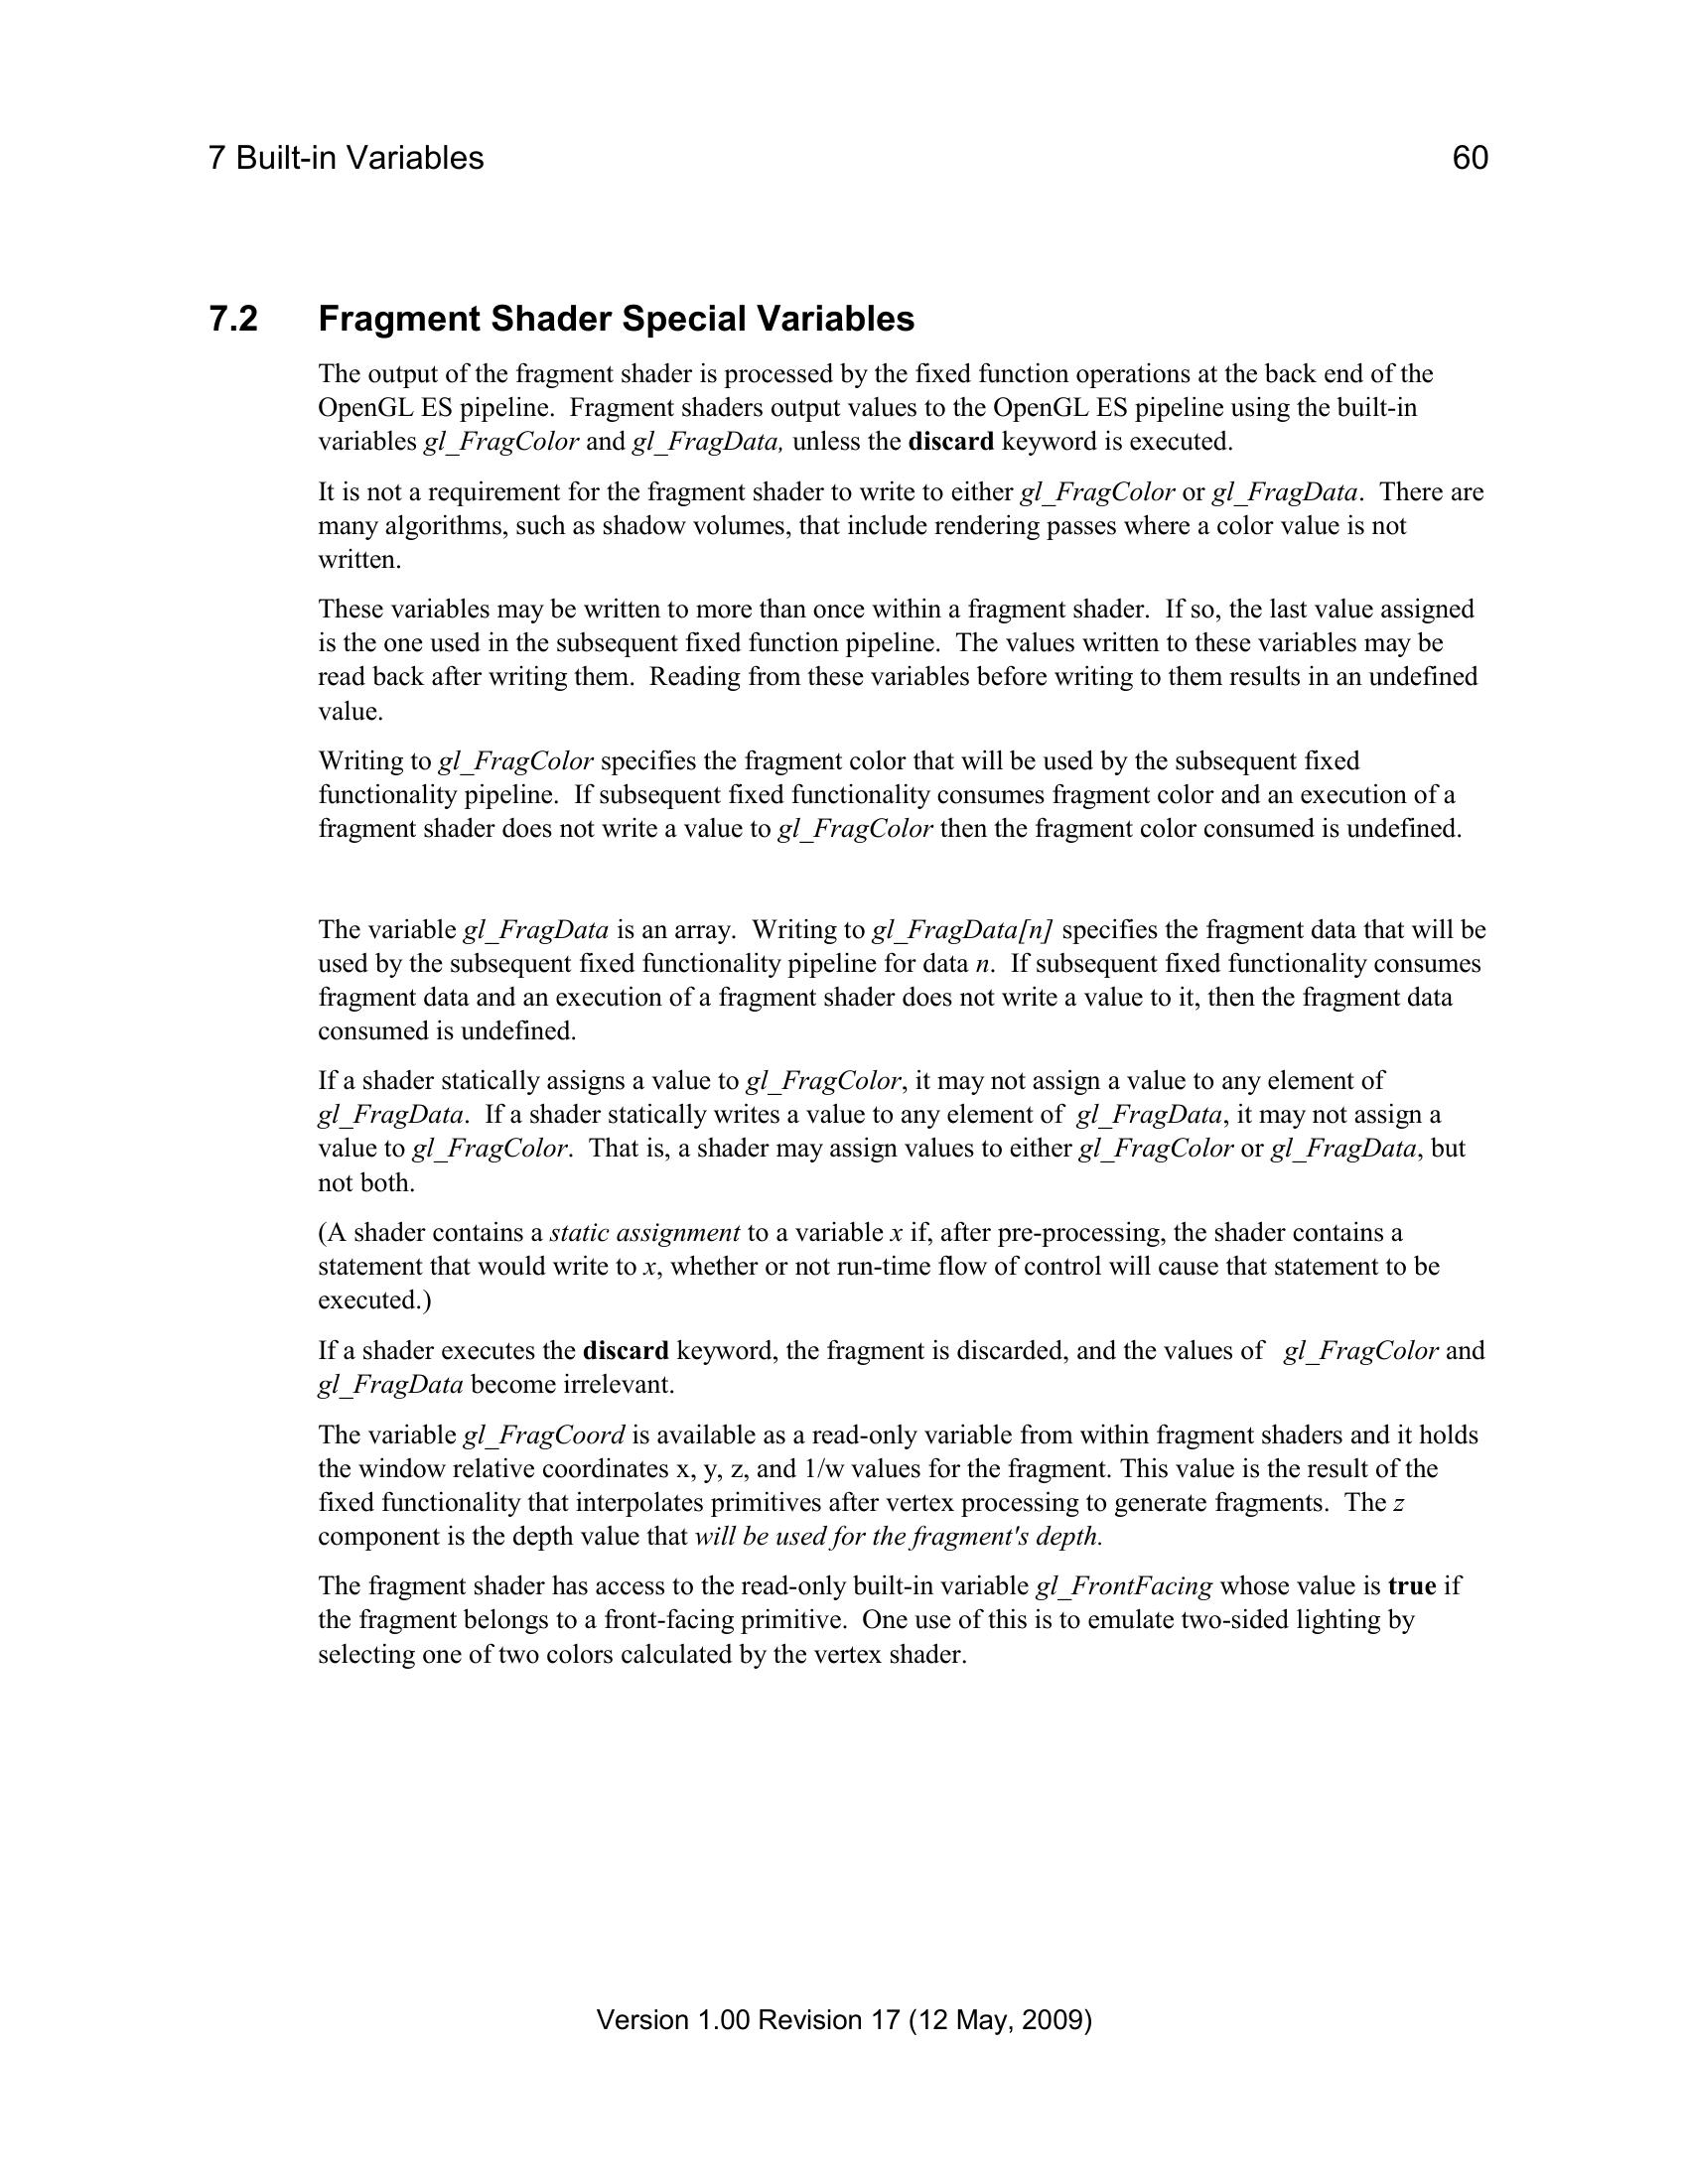 7 Built-in Variables 60
7.2 Fragment Shader Special Variables
The output of the fragment shader is processed by the fixed function operations at the back end of the
OpenGL ES pipeline.  Fragment shaders output values to the OpenGL ES pipeline using the built-in
variables gl_FragColor and gl_FragData, unless the discard keyword is executed.
It is not a requirement for the fragment shader to write to either gl_FragColor or gl_FragData.  There are
many algorithms, such as shadow volumes, that include rendering passes where a color value is not
written.
These variables may be written to more than once within a fragment shader.  If so, the last value assigned
is the one used in the subsequent fixed function pipeline.  The values written to these variables may be
read back after writing them.  Reading from these variables before writing to them results in an undefined
value.
Writing to gl_FragColor specifies the fragment color that will be used by the subsequent fixed
functionality pipeline.  If subsequent fixed functionality consumes fragment color and an execution of a
fragment shader does not write a value to gl_FragColor then the fragment color consumed is undefined.
The variable gl_FragData is an array.  Writing to gl_FragData[n] specifies the fragment data that will be
used by the subsequent fixed functionality pipeline for data n.  If subsequent fixed functionality consumes
fragment data and an execution of a fragment shader does not write a value to it, then the fragment data
consumed is undefined.
If a shader statically assigns a value to gl_FragColor, it may not assign a value to any element of
gl_FragData.  If a shader statically writes a value to any element of  gl_FragData, it may not assign a
value to gl_FragColor.  That is, a shader may assign values to either gl_FragColor or gl_FragData, but
not both.
(A shader contains a static assignment to a variable x if, after pre-processing, the shader contains a
statement that would write to x, whether or not run-time flow of control will cause that statement to be
executed.)
If a shader executes the discard keyword, the fragment is discarded, and the values of   gl_FragColor and
gl_FragData become irrelevant.
The variable gl_FragCoord is available as a read-only variable from within fragment shaders and it holds
the window relative coordinates x, y, z, and 1/w values for the fragment. This value is the result of the
fixed functionality that interpolates primitives after vertex processing to generate fragments.  The z
component is the depth value that will be used for the fragment's depth.
The fragment shader has access to the read-only built-in variable gl_FrontFacing whose value is true if
the fragment belongs to a front-facing primitive.  One use of this is to emulate two-sided lighting by
selecting one of two colors calculated by the vertex shader.
Version 1.00 Revision 17 (12 May, 2009)